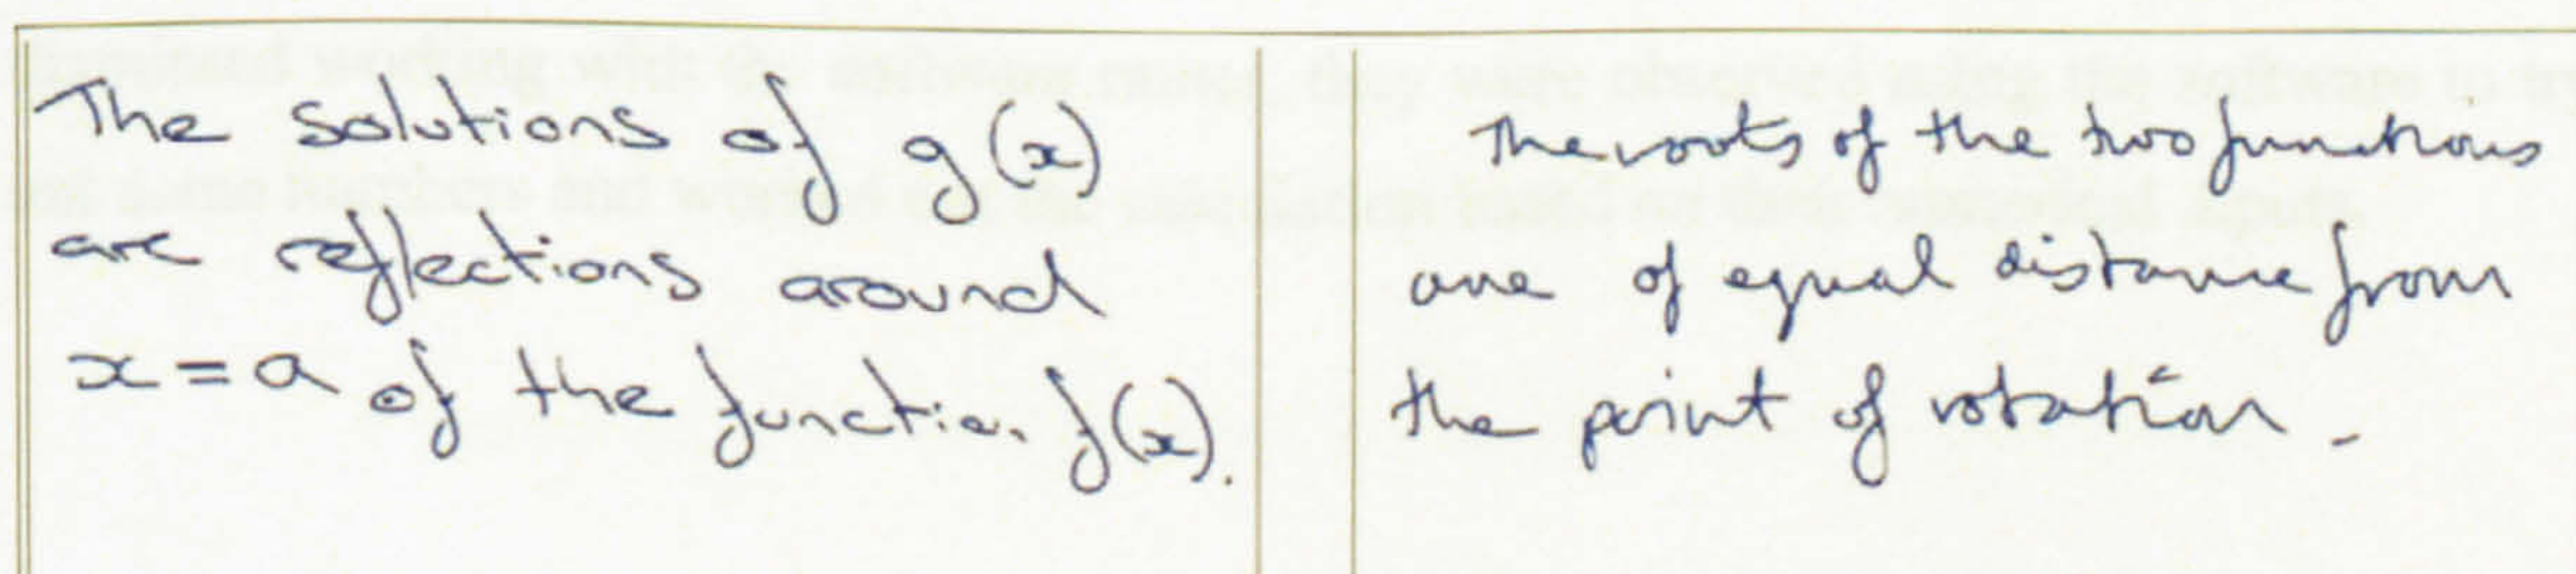 The solutions of g(x)
are reflections around
x = a of the function f(x).
The roots of the two functions
are of equal distance from
the point of rotation.